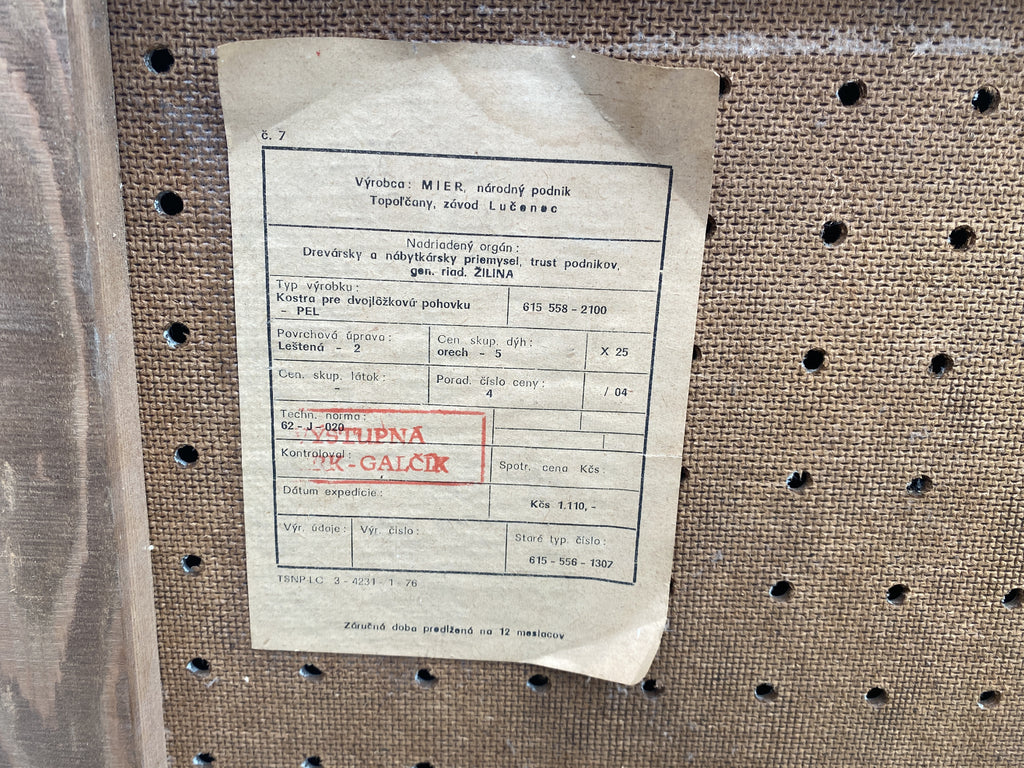 č. 7
Výrobca: MIER, národný podnik
Topoľčany, závod Lučenec
Nadriadený orgán:
Drevársky a nábytkársky priemysel, trust podnikov,
gen. riad. ŽILINA
Typ výrobku:
Kostra pre dvojlôžkovú pohovku
- PEL
615 558 - 2100
Povrchová úprava:
Leštená - 2
Cen skup. dýh:
orech - 5
X 25
Cen. skup. látok:
-
Porad. číslo ceny:
4
/ 04-
Techn. norma:
62 - J - 020
VÝSTUPNÁ
Kontroloval:
- GALČÍK
Spotr. cena Kčs:
Dátum expedície:
Kčs 1.110,-
Výr. údaje:
Výr. číslo:
Staré typ. číslo:
615 - 556 - 1307
TSNP LC 3 - 4231 - 1 - 76
Záručná doba predĺžená na 12 mesiacov